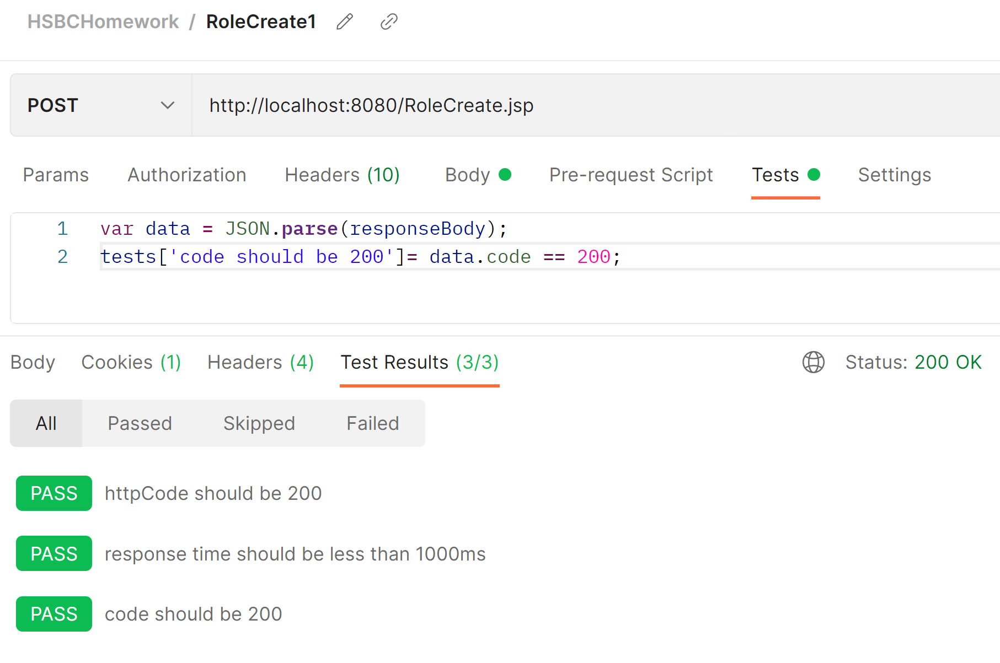 HSBCHomework / RoleCreate1
POST http://localhost:8080/RoleCreate.jsp
Params Authorization Headers (10) Body Pre-request Script Tests Settings
1 var data = JSON.parse(responseBody);
2 tests['code should be 200']= data.code == 200;
Body Cookies (1) Headers (4) Test Results (3/3) Status: 200 OK
All Passed Skipped Failed
PASS httpCode should be 200
PASS response time should be less than 1000ms
PASS code should be 200